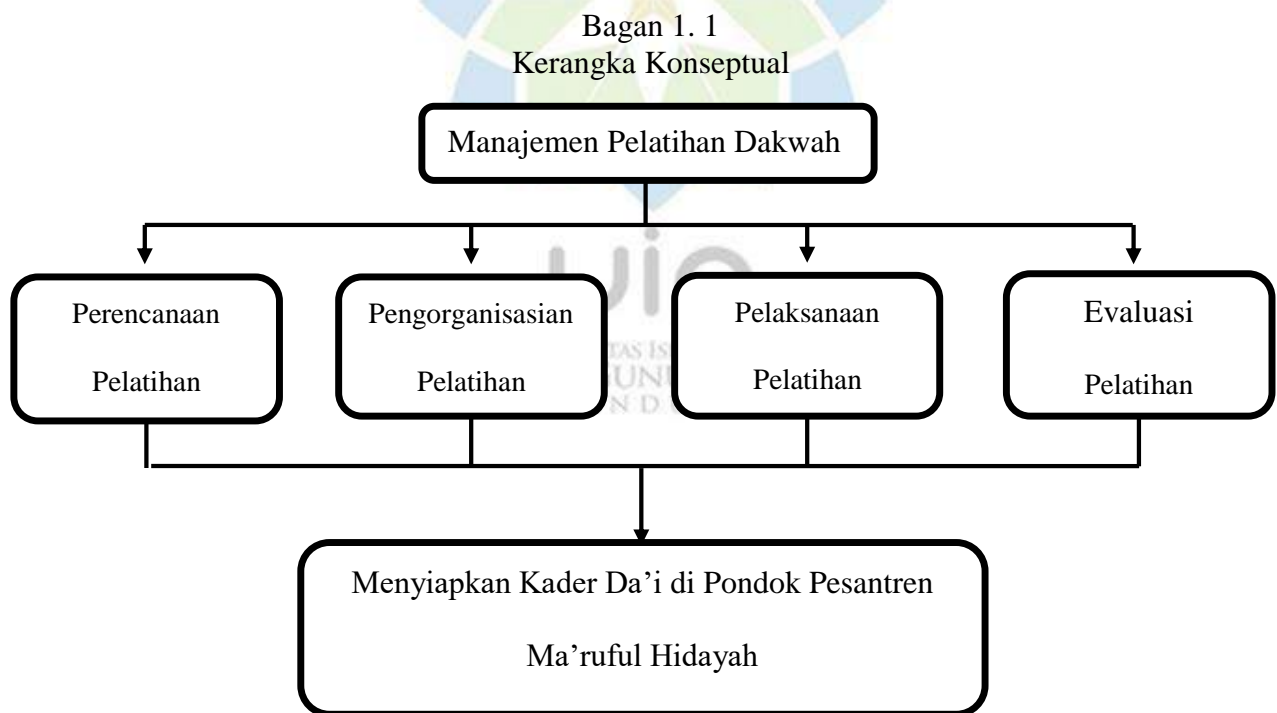 Bagan 1. 1
Kerangka Konseptual
Manajemen Pelatihan Dakwah
uin
Perencanaan
Pelatihan
Pengorganisasian
Pelatihan
Pelaksanaan
Pelatihan
Evaluasi
Pelatihan
Menyiapkan Kader Da’i di Pondok Pesantren
Ma’ruful Hidayah